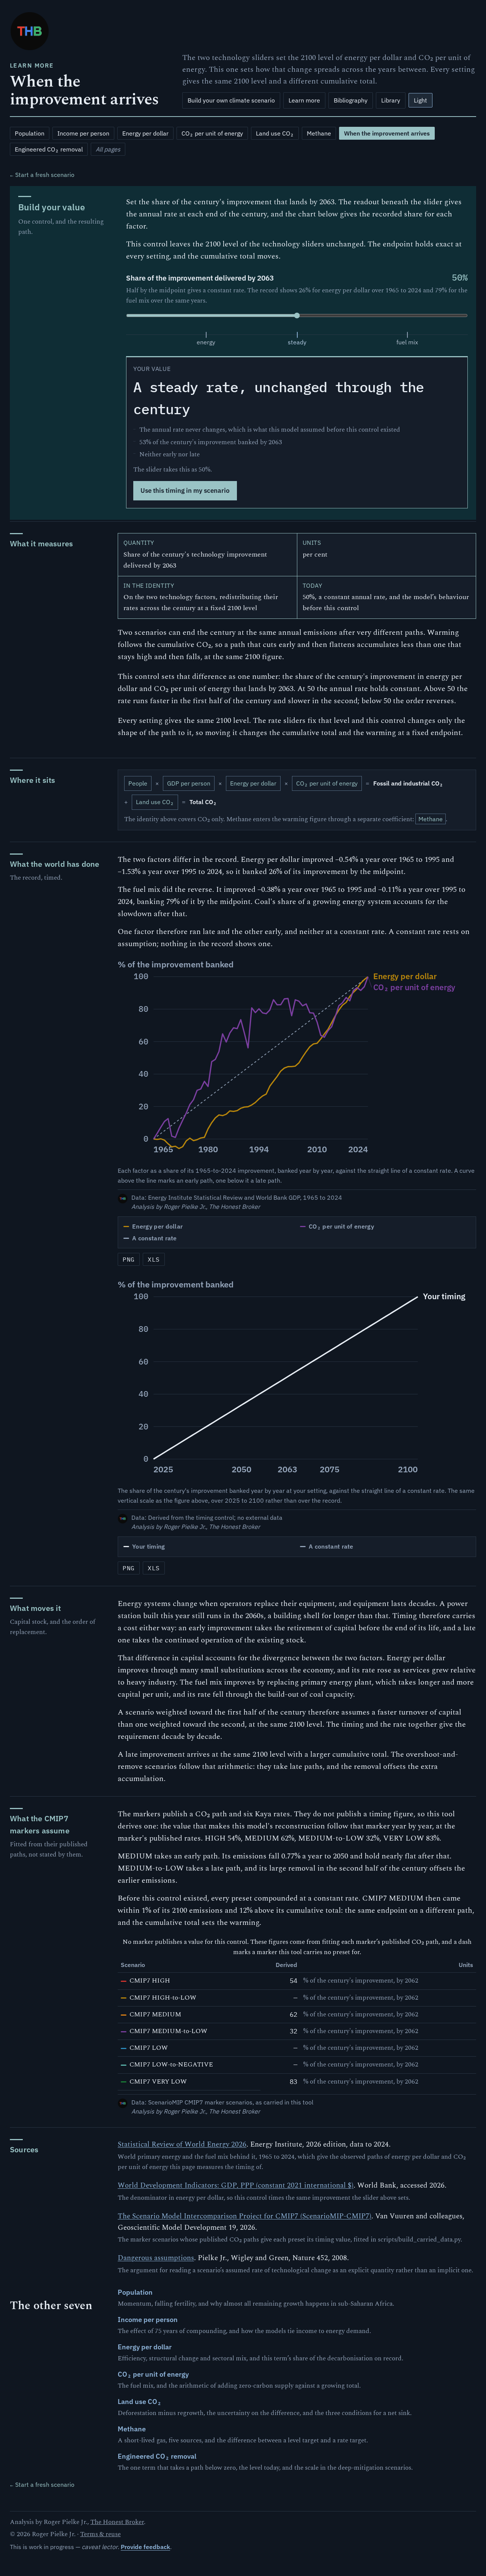 THB
LEARN MORE
When the
improvement arrives
The two technology sliders set the 2100 level of energy per dollar and CO₂ per unit of
energy. This one sets how that change spreads across the years between. Every setting
gives the same 2100 level and a different cumulative total.
Build your own climate scenario
Learn more
Bibliography
Library
Light
Population
Income per person
Energy per dollar
CO₂ per unit of energy
Land use CO₂
Methane
When the improvement arrives
Engineered CO₂ removal
All pages
← Start a fresh scenario
Build your value
One control, and the resulting
path.
Set the share of the century's improvement that lands by 2063. The readout beneath the slider gives
the annual rate at each end of the century, and the chart below gives the recorded share for each
factor.
This control leaves the 2100 level of the technology sliders unchanged. The endpoint holds exact at
every setting, and the cumulative total moves.
Share of the improvement delivered by 2063
50%
Half by the midpoint gives a constant rate. The record shows 26% for energy per dollar over 1965 to 2024 and 79% for the
fuel mix over the same years.
energy
steady
fuel mix
YOUR VALUE
A steady rate, unchanged through the
century
The annual rate never changes, which is what this model assumed before this control existed
53% of the century's improvement banked by 2063
Neither early nor late
The slider takes this as 50%.
Use this timing in my scenario
What it measures
QUANTITY
Share of the century's technology improvement
delivered by 2063
UNITS
per cent
IN THE IDENTITY
On the two technology factors, redistributing their
rates across the century at a fixed 2100 level
TODAY
50%, a constant annual rate, and the model's behaviour
before this control
Two scenarios can end the century at the same annual emissions after very different paths. Warming
follows the cumulative CO₂, so a path that cuts early and then flattens accumulates less than one that
stays high and then falls, at the same 2100 figure.
This control sets that difference as one number: the share of the century's improvement in energy per
dollar and CO₂ per unit of energy that lands by 2063. At 50 the annual rate holds constant. Above 50 the
rate runs faster in the first half of the century and slower in the second; below 50 the order reverses.
Every setting gives the same 2100 level. The rate sliders fix that level and this control changes only the
shape of the path to it, so moving it changes the cumulative total and the warming at a fixed endpoint.
Where it sits
People × GDP per person × Energy per dollar × CO₂ per unit of energy = Fossil and industrial CO₂
+ Land use CO₂ = Total CO₂
The identity above covers CO₂ only. Methane enters the warming figure through a separate coefficient: Methane.
What the world has done
The record, timed.
The two factors differ in the record. Energy per dollar improved −0.54% a year over 1965 to 1995 and
−1.53% a year over 1995 to 2024, so it banked 26% of its improvement by the midpoint.
The fuel mix did the reverse. It improved −0.38% a year over 1965 to 1995 and −0.11% a year over 1995 to
2024, banking 79% of it by the midpoint. Coal's share of a growing energy system accounts for the
slowdown after that.
One factor therefore ran late and the other early, and neither at a constant rate. A constant rate rests on
assumption; nothing in the record shows one.
% of the improvement banked
100
80
60
40
20
0
1965
1980
1994
2010
2024
Energy per dollar
CO₂ per unit of energy
Each factor as a share of its 1965-to-2024 improvement, banked year by year, against the straight line of a constant rate. A curve
above the line marks an early path, one below it a late path.
THB
Data: Energy Institute Statistical Review and World Bank GDP, 1965 to 2024
Analysis by Roger Pielke Jr., The Honest Broker
Energy per dollar
CO₂ per unit of energy
A constant rate
PNG
XLS
% of the improvement banked
100
80
60
40
20
0
2025
2050
2063
2075
2100
Your timing
The share of the century's improvement banked year by year at your setting, against the straight line of a constant rate. The same
vertical scale as the figure above, over 2025 to 2100 rather than over the record.
THB
Data: Derived from the timing control; no external data
Analysis by Roger Pielke Jr., The Honest Broker
Your timing
A constant rate
PNG
XLS
What moves it
Capital stock, and the order of
replacement.
Energy systems change when operators replace their equipment, and equipment lasts decades. A power
station built this year still runs in the 2060s, a building shell for longer than that. Timing therefore carries
a cost either way: an early improvement takes the retirement of capital before the end of its life, and a late
one takes the continued operation of the existing stock.
That difference in capital accounts for the divergence between the two factors. Energy per dollar
improves through many small substitutions across the economy, and its rate rose as services grew relative
to heavy industry. The fuel mix improves by replacing primary energy plant, which takes longer and more
capital per unit, and its rate fell through the build-out of coal capacity.
A scenario weighted toward the first half of the century therefore assumes a faster turnover of capital
than one weighted toward the second, at the same 2100 level. The timing and the rate together give the
requirement decade by decade.
A late improvement arrives at the same 2100 level with a larger cumulative total. The overshoot-and-
remove scenarios follow that arithmetic: they take late paths, and the removal offsets the extra
accumulation.
What the CMIP7
markers assume
Fitted from their published
paths, not stated by them.
The markers publish a CO₂ path and six Kaya rates. They do not publish a timing figure, so this tool
derives one: the value that makes this model's reconstruction follow that marker year by year, at the
marker's published rates. HIGH 54%, MEDIUM 62%, MEDIUM-to-LOW 32%, VERY LOW 83%.
MEDIUM takes an early path. Its emissions fall 0.77% a year to 2050 and hold nearly flat after that.
MEDIUM-to-LOW takes a late path, and its large removal in the second half of the century offsets the
earlier emissions.
Before this control existed, every preset compounded at a constant rate. CMIP7 MEDIUM then came
within 1% of its 2100 emissions and 12% above its cumulative total: the same endpoint on a different path,
and the cumulative total sets the warming.
No marker publishes a value for this control. These figures come from fitting each marker's published CO₂ path, and a dash
marks a marker this tool carries no preset for.
Scenario
Derived
Units
CMIP7 HIGH 54 % of the century's improvement, by 2062
CMIP7 HIGH-to-LOW — % of the century's improvement, by 2062
CMIP7 MEDIUM 62 % of the century's improvement, by 2062
CMIP7 MEDIUM-to-LOW 32 % of the century's improvement, by 2062
CMIP7 LOW — % of the century's improvement, by 2062
CMIP7 LOW-to-NEGATIVE — % of the century's improvement, by 2062
CMIP7 VERY LOW 83 % of the century's improvement, by 2062
THB
Data: ScenarioMIP CMIP7 marker scenarios, as carried in this tool
Analysis by Roger Pielke Jr., The Honest Broker
Sources
Statistical Review of World Energy 2026. Energy Institute, 2026 edition, data to 2024.
World primary energy and the fuel mix behind it, 1965 to 2024, which give the observed paths of energy per dollar and CO₂
per unit of energy this page measures the timing of.
World Development Indicators: GDP, PPP (constant 2021 international $). World Bank, accessed 2026.
The denominator in energy per dollar, so this control times the same improvement the slider above sets.
The Scenario Model Intercomparison Project for CMIP7 (ScenarioMIP-CMIP7). Van Vuuren and colleagues,
Geoscientific Model Development 19, 2026.
The marker scenarios whose published CO₂ paths give each preset its timing value, fitted in scripts/build_carried_data.py.
Dangerous assumptions. Pielke Jr., Wigley and Green, Nature 452, 2008.
The argument for reading a scenario's assumed rate of technological change as an explicit quantity rather than an implicit one.
The other seven
Population
Momentum, falling fertility, and why almost all remaining growth happens in sub-Saharan Africa.
Income per person
The effect of 75 years of compounding, and how the models tie income to energy demand.
Energy per dollar
Efficiency, structural change and sectoral mix, and this term's share of the decarbonisation on record.
CO₂ per unit of energy
The fuel mix, and the arithmetic of adding zero-carbon supply against a growing total.
Land use CO₂
Deforestation minus regrowth, the uncertainty on the difference, and the three conditions for a net sink.
Methane
A short-lived gas, five sources, and the difference between a level target and a rate target.
Engineered CO₂ removal
The one term that takes a path below zero, the level today, and the scale in the deep-mitigation scenarios.
← Start a fresh scenario
Analysis by Roger Pielke Jr., The Honest Broker.
© 2026 Roger Pielke Jr. · Terms & reuse
This is work in progress — caveat lector. Provide feedback.